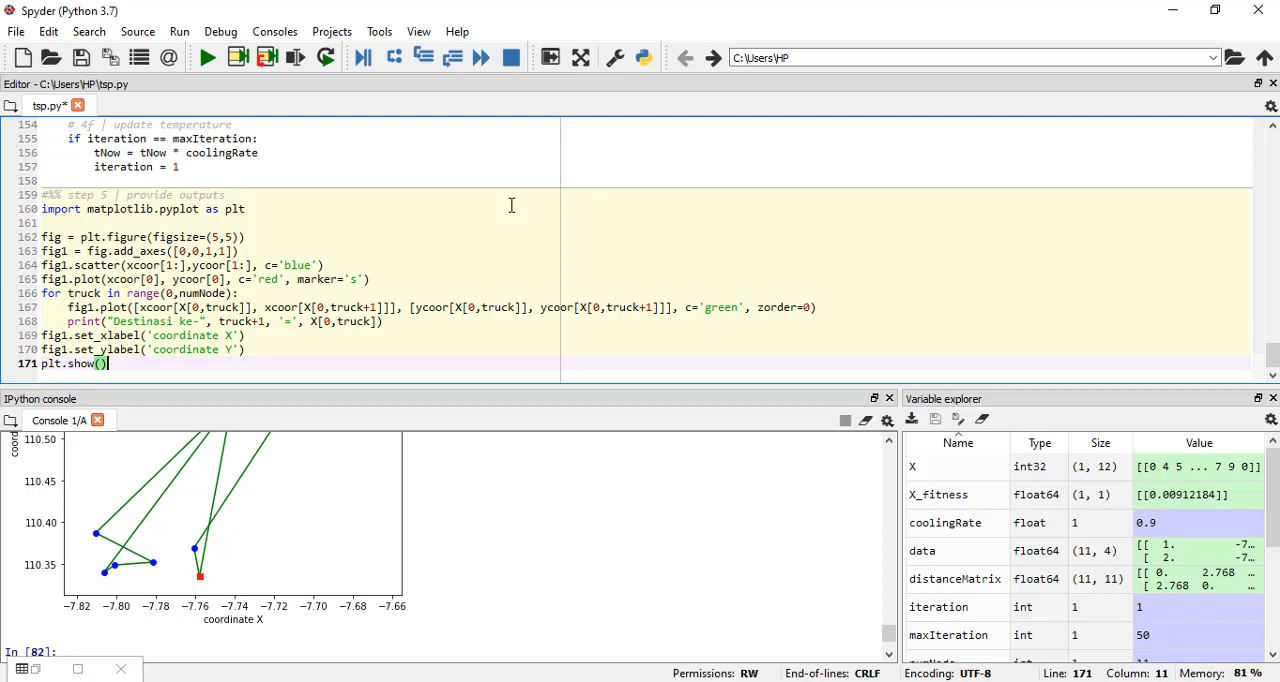 Spyder (Python 3.7)
File Edit Search Source Run Debug Consoles Projects Tools View Help
C:\Users\HP
Editor - C:\Users\HP\tsp.py
tsp.py*
154 # 4f | update temperature
155 if iteration == maxIteration:
156 tNow = tNow * coolingRate
157 iteration = 1
158
159 #%% step 5 | provide outputs
160 import matplotlib.pyplot as plt
161
162 fig = plt.figure(figsize=(5,5))
163 fig1 = fig.add_axes([0,0,1,1])
164 fig1.scatter(xcoor[1:],ycoor[1:], c='blue')
165 fig1.plot(xcoor[0], ycoor[0], c='red', marker='s')
166 for truck in range(0,numNode):
167 fig1.plot([xcoor[X[0,truck]], xcoor[X[0,truck+1]]], [ycoor[X[0,truck]], ycoor[X[0,truck+1]]], c='green', zorder=0)
168 print("Destinasi ke-", truck+1, '=', X[0,truck])
169 fig1.set_xlabel('coordinate X')
170 fig1.set_ylabel('coordinate Y')
171 plt.show()
IPython console
Console 1/A
coord
110.50
110.45
110.40
110.35
−7.82 −7.80 −7.78 −7.76 −7.74 −7.72 −7.70 −7.68 −7.66
coordinate X
In [82]:
Variable explorer
Name Type Size Value
X int32 (1, 12) [[0 4 5 ... 7 9 0]]
X_fitness float64 (1, 1) [[0.00912184]]
coolingRate float 1 0.9
data float64 (11, 4) [[ 1. -7…
[ 2. -7…
distanceMatrix float64 (11, 11) [[ 0. 2.768 …
[ 2.768 0. …
iteration int 1 1
maxIteration int 1 50
Permissions: RW End-of-lines: CRLF Encoding: UTF-8 Line: 171 Column: 11 Memory: 81 %